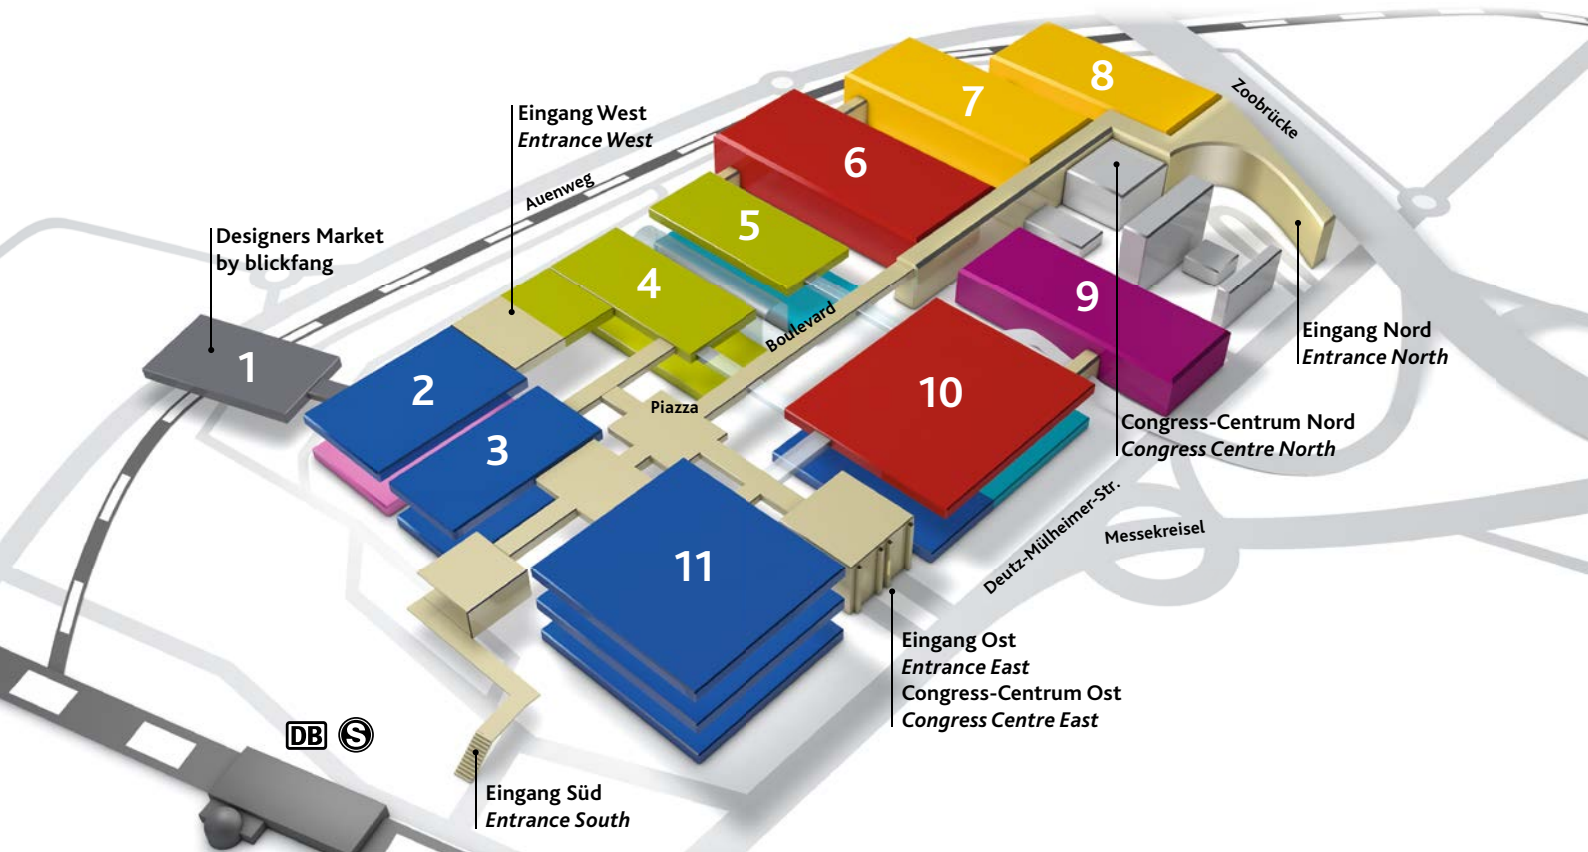 8
Zoobrücke
7
Eingang West
Entrance West
6
Auenweg
5
Designers Market
by blickfang
4
9
Boulevard
Eingang Nord
Entrance North
1
2
10
Piazza
Congress-Centrum Nord
Congress Centre North
3
Deutz-Mülheimer-Str.
Messekreisel
11
Eingang Ost
Entrance East
Congress-Centrum Ost
Congress Centre East
DB S
Eingang Süd
Entrance South